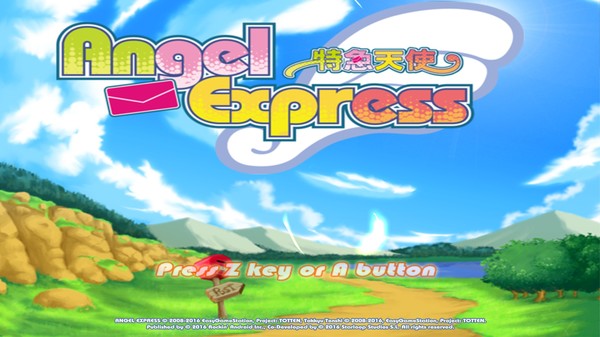 Angel
特急天使
Express
Press Z key or A button
ANGEL EXPRESS © 2008-2016 EasyGameStation, Project: TOTTEN. Tokkyu Tenshi © 2008-2016, EasyGameStation, Project: TOTTEN.
Published by © 2016 Rockin' Android Inc., Co-Developed by © 2016 Starloop Studios S.L. All rights reserved.